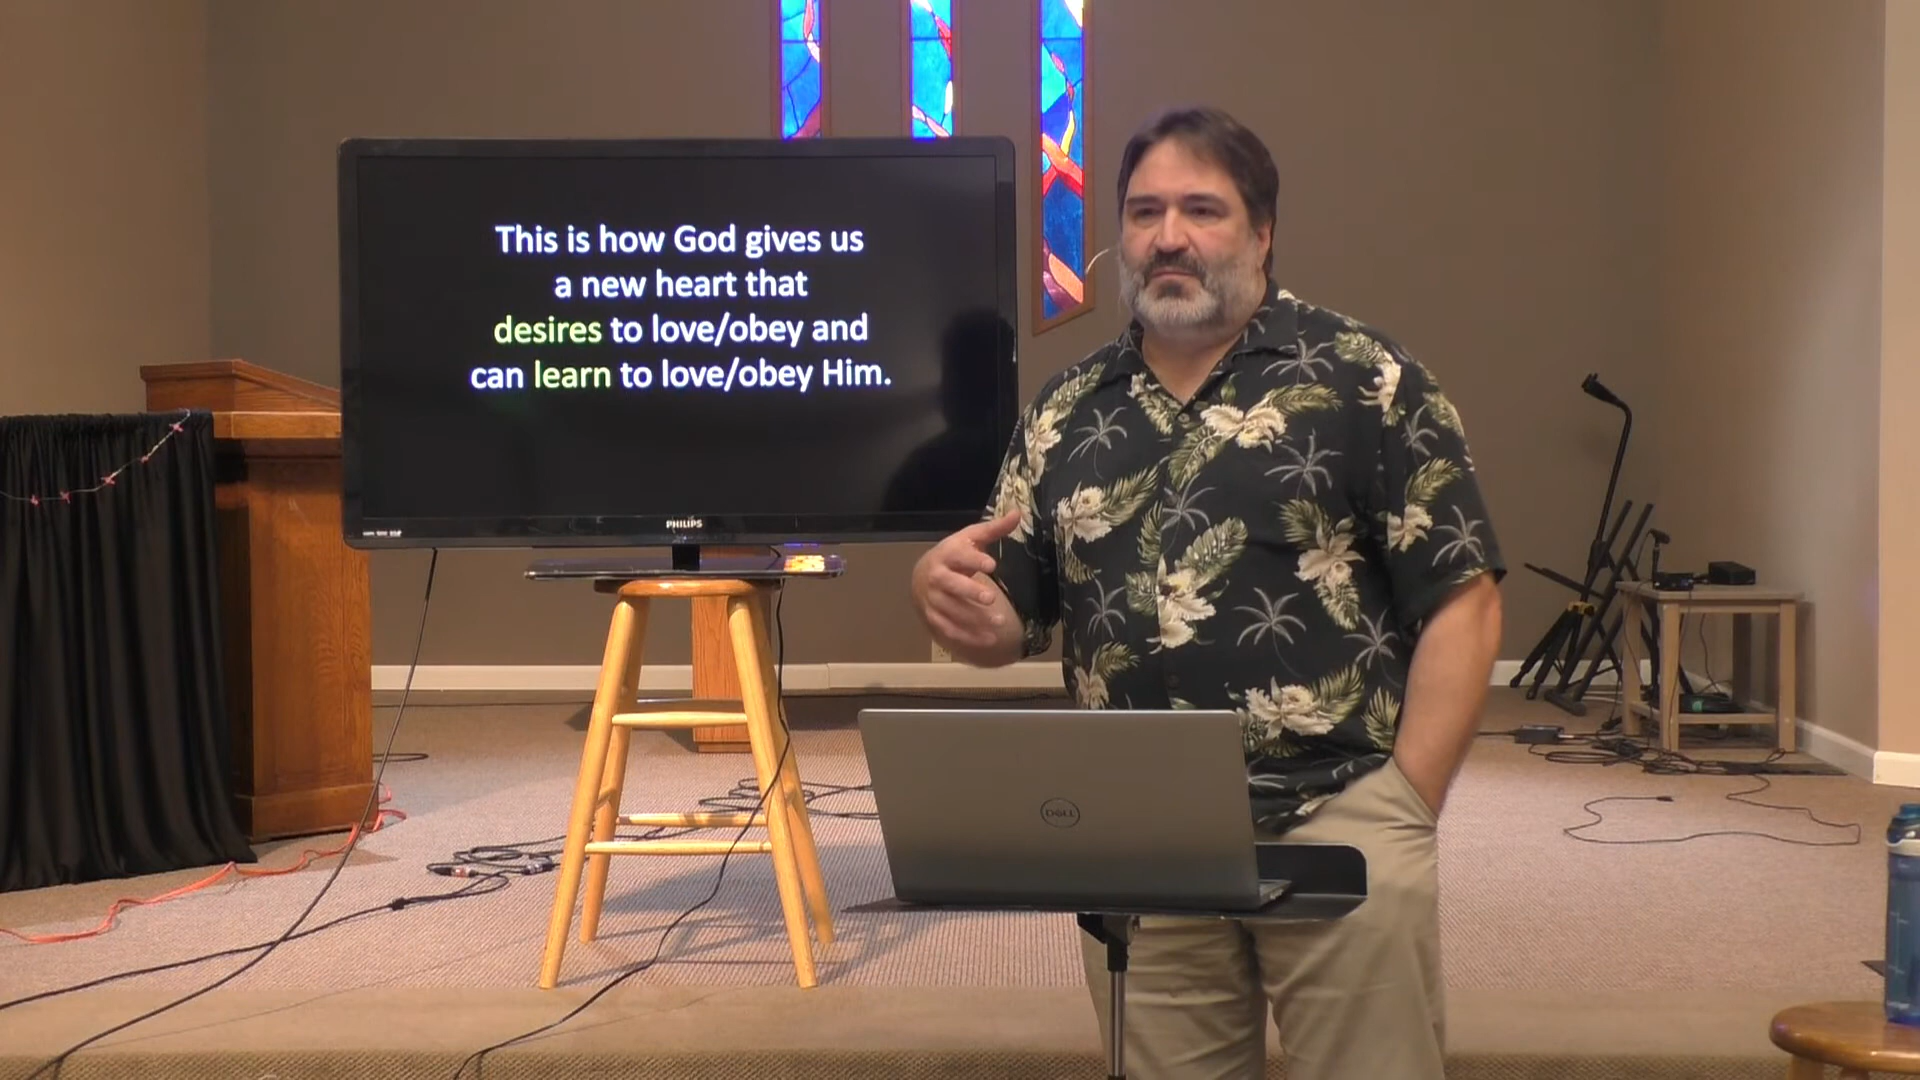 This is how God gives us
a new heart that
desires to love/obey and
can learn to love/obey Him.
PHILIPS
DELL